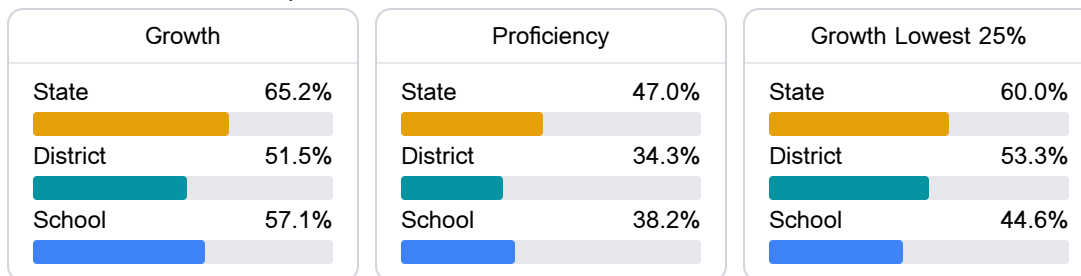 Growth
State 65.2%
District 51.5%
School 57.1%
Proficiency
State 47.0%
District 34.3%
School 38.2%
Growth Lowest 25%
State 60.0%
District 53.3%
School 44.6%